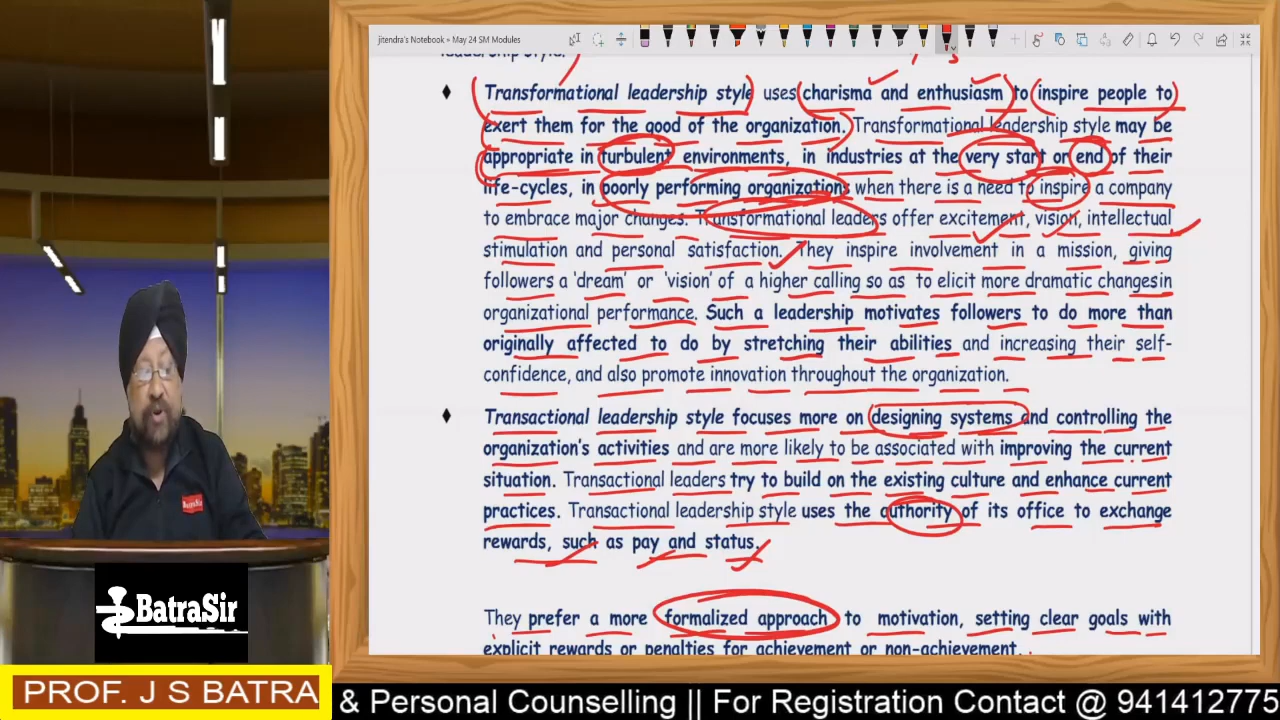 jitendra's Notebook » May 24 SM Modules
leadership style.
♦ Transformational leadership style uses charisma and enthusiasm to inspire people to
exert them for the good of the organization. Transformational leadership style may be
appropriate in turbulent environments, in industries at the very start or end of their
life-cycles, in poorly performing organizations when there is a need to inspire a company
to embrace major changes. Transformational leaders offer excitement, vision, intellectual
stimulation and personal satisfaction. They inspire involvement in a mission, giving
followers a ‘dream’ or ‘vision’ of a higher calling so as to elicit more dramatic changesin
organizational performance. Such a leadership motivates followers to do more than
originally affected to do by stretching their abilities and increasing their self-
confidence, and also promote innovation throughout the organization.
♦ Transactional leadership style focuses more on designing systems and controlling the
organization’s activities and are more likely to be associated with improving the current
situation. Transactional leaders try to build on the existing culture and enhance current
practices. Transactional leadership style uses the authority of its office to exchange
rewards, such as pay and status.
They prefer a more formalized approach to motivation, setting clear goals with
explicit rewards or penalties for achievement or non-achievement.
BatraSir
PROF. J S BATRA
& Personal Counselling || For Registration Contact @ 941412775